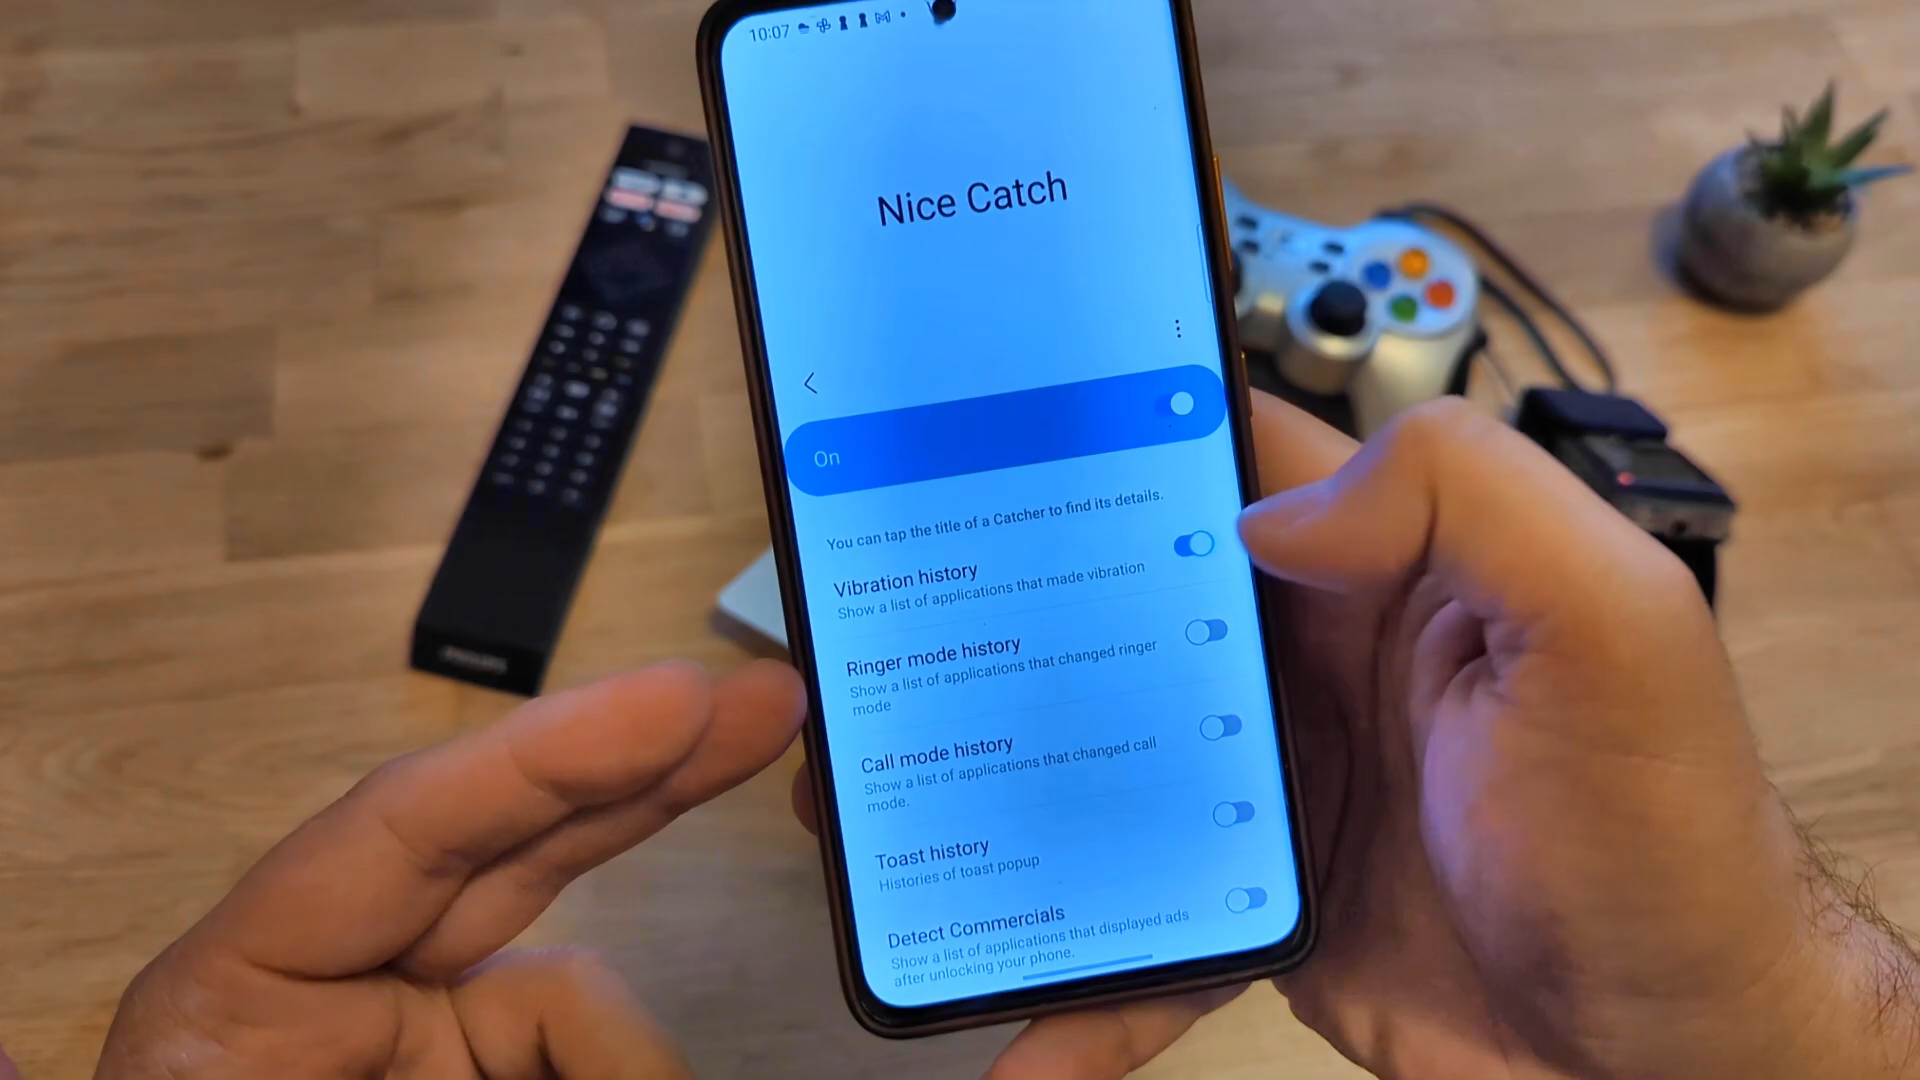 10:07
Nice Catch
On
You can tap the title of a Catcher to find its details.
Vibration history
Show a list of applications that made vibration
Ringer mode history
Show a list of applications that changed ringer
mode
Call mode history
Show a list of applications that changed call
mode.
Toast history
Histories of toast popup
Detect Commercials
Show a list of applications that displayed ads
after unlocking your phone.